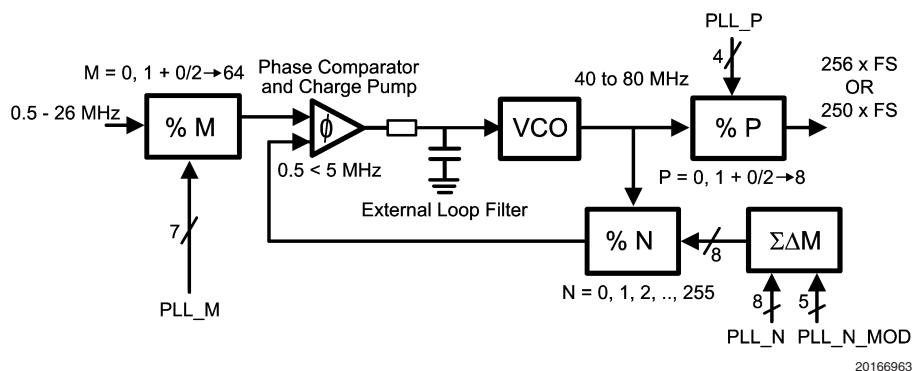 PLL_P
4
M = 0, 1 + 0/2→64
Phase Comparator
and Charge Pump
40 to 80 MHz
256 x FS
OR
250 x FS
0.5 - 26 MHz
% M
ϕ
VCO
% P
0.5 < 5 MHz
P = 0, 1 + 0/2→8
External Loop Filter
7
% N
8
ΣΔM
N = 0, 1, 2, .., 255
8
5
PLL_M
PLL_N
PLL_N_MOD
20166963